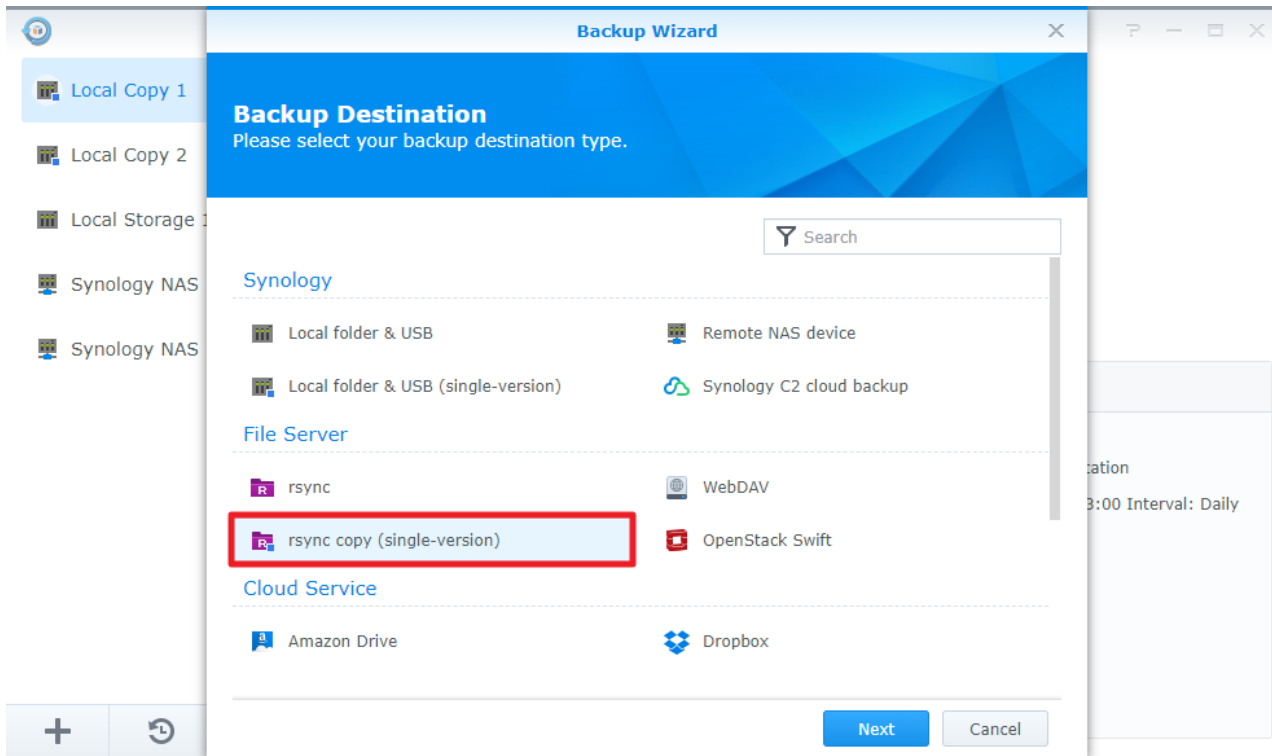 Backup Wizard
Local Copy 1
Local Copy 2
Local Storage 1
Synology NAS
Synology NAS
Backup Destination
Please select your backup destination type.
Search
Synology
Local folder & USB
Remote NAS device
Local folder & USB (single-version)
Synology C2 cloud backup
File Server
rsync
WebDAV
rsync copy (single-version)
OpenStack Swift
Cloud Service
Amazon Drive
Dropbox
Next
Cancel
:00 Interval: Daily